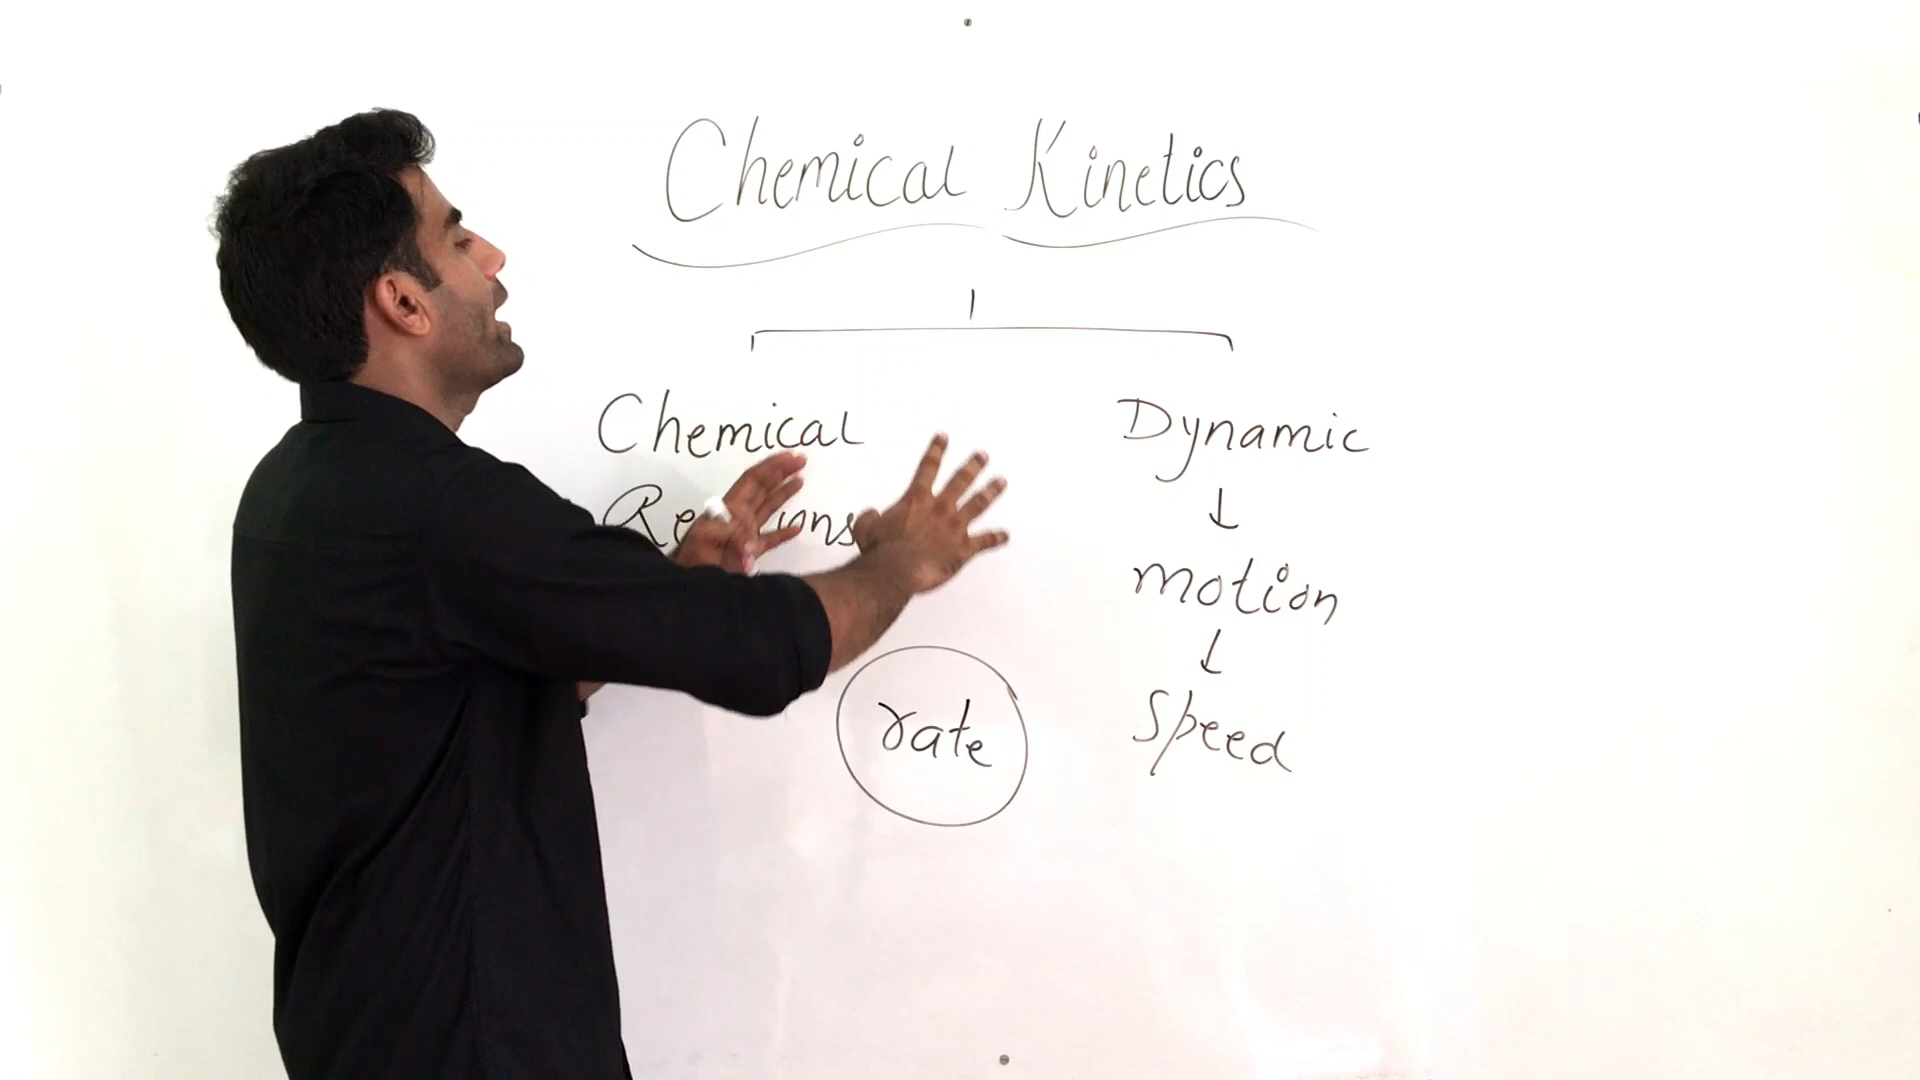 Chemical Kinetics
Chemical
Dynamic
↓
motion
↓
Speed
rate